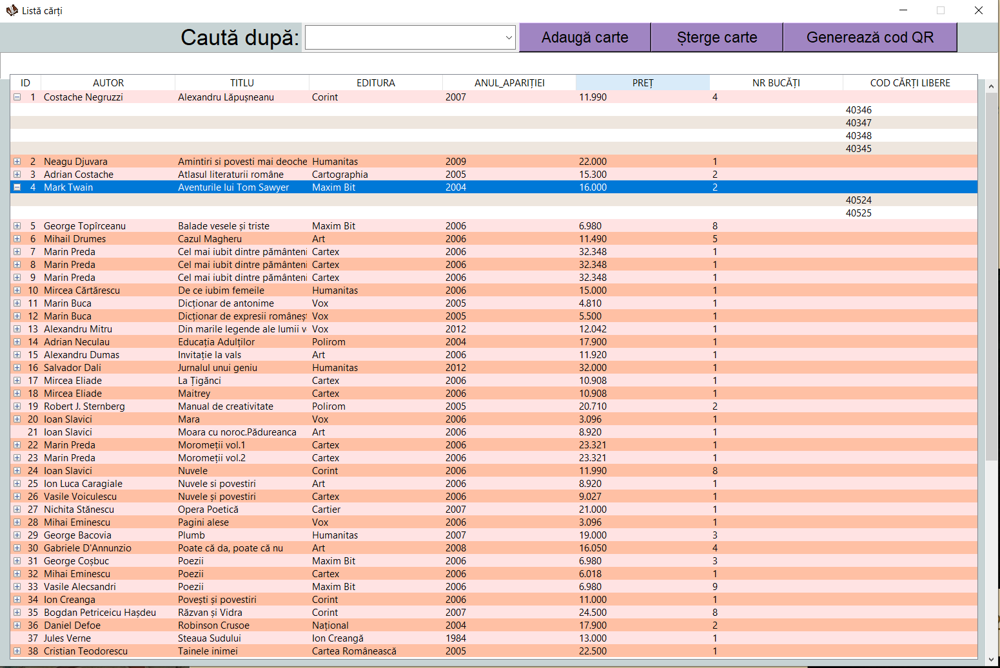 Listă cărți
Caută după: Adaugă carte Șterge carte Generează cod QR
ID AUTOR TITLU EDITURA ANUL_APARIȚIEI PREȚ NR BUCĂȚI COD CĂRȚI LIBERE
1 Costache Negruzzi Alexandru Lăpușneanu Corint 2007 11.990 4
40346
40347
40348
40345
2 Neagu Djuvara Amintiri si povesti mai deoche Humanitas 2009 22.000 1
3 Adrian Costache Atlasul literaturii române Cartographia 2005 15.300 2
4 Mark Twain Aventurile lui Tom Sawyer Maxim Bit 2004 16.000 2
40524
40525
5 George Topîrceanu Balade vesele și triste Maxim Bit 2006 6.980 8
6 Mihail Drumes Cazul Magheru Art 2006 11.490 5
7 Marin Preda Cel mai iubit dintre pământeni Cartex 2006 32.348 1
8 Marin Preda Cel mai iubit dintre pământeni Cartex 2006 32.348 1
9 Marin Preda Cel mai iubit dintre pământeni Cartex 2006 32.348 1
10 Mircea Cărtărescu De ce iubim femeile Humanitas 2006 15.000 1
11 Marin Buca Dicționar de antonime Vox 2005 4.810 1
12 Marin Buca Dicționar de expresii româneșt Vox 2005 5.500 1
13 Alexandru Mitru Din marile legende ale lumii v Vox 2012 12.042 1
14 Adrian Neculau Educația Adulților Polirom 2004 17.900 1
15 Alexandru Dumas Invitație la vals Art 2006 11.920 1
16 Salvador Dali Jurnalul unui geniu Humanitas 2012 32.000 1
17 Mircea Eliade La Țigănci Cartex 2006 10.908 1
18 Mircea Eliade Maitrey Cartex 2006 10.908 1
19 Robert J. Sternberg Manual de creativitate Polirom 2005 20.710 2
20 Ioan Slavici Mara Vox 2006 3.096 1
21 Ioan Slavici Moara cu noroc.Pădureanca Art 2006 8.920 1
22 Marin Preda Moromeții vol.1 Cartex 2006 23.321 1
23 Marin Preda Moromeții vol.2 Cartex 2006 23.321 1
24 Ioan Slavici Nuvele Corint 2006 11.990 8
25 Ion Luca Caragiale Nuvele si povestiri Art 2006 8.920 1
26 Vasile Voiculescu Nuvele și povestiri Cartex 2006 9.027 1
27 Nichita Stănescu Opera Poetică Cartier 2007 21.000 1
28 Mihai Eminescu Pagini alese Vox 2006 3.096 1
29 George Bacovia Plumb Humanitas 2007 19.000 3
30 Gabriele D'Annunzio Poate că da, poate că nu Art 2008 16.050 4
31 George Coșbuc Poezii Maxim Bit 2006 6.980 3
32 Mihai Eminescu Poezii Cartex 2006 6.018 1
33 Vasile Alecsandri Poezii Maxim Bit 2006 6.980 9
34 Ion Creanga Povești și povestiri Corint 2006 11.000 1
35 Bogdan Petriceicu Hașdeu Răzvan și Vidra Corint 2007 24.500 8
36 Daniel Defoe Robinson Crusoe Național 2004 17.900 2
37 Jules Verne Steaua Sudului Ion Creangă 1984 13.000 1
38 Cristian Teodorescu Tainele inimei Cartea Românească 2005 22.500 1